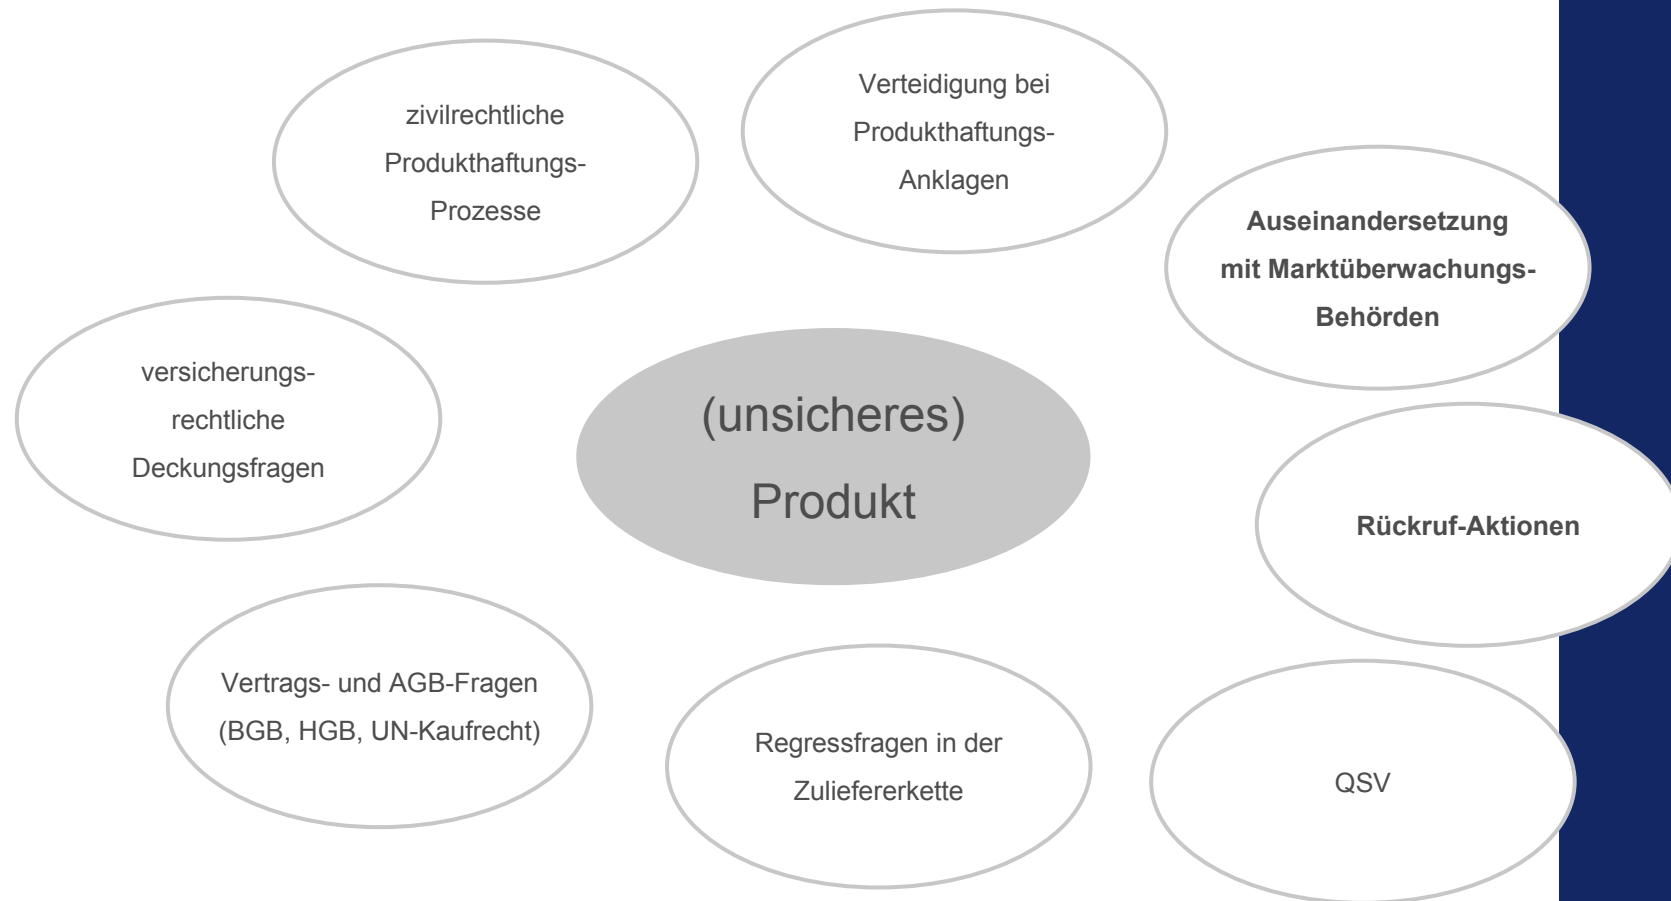 zivilrechtliche
Produkthaftungs-
Prozesse
Verteidigung bei
Produkthaftungs-
Anklagen
Auseinandersetzung
mit Marktüberwachungs-
Behörden
versicherungs-
rechtliche
Deckungsfragen
(unsicheres)
Produkt
Rückruf-Aktionen
Vertrags- und AGB-Fragen
(BGB, HGB, UN-Kaufrecht)
Regressfragen in der
Zuliefererkette
QSV